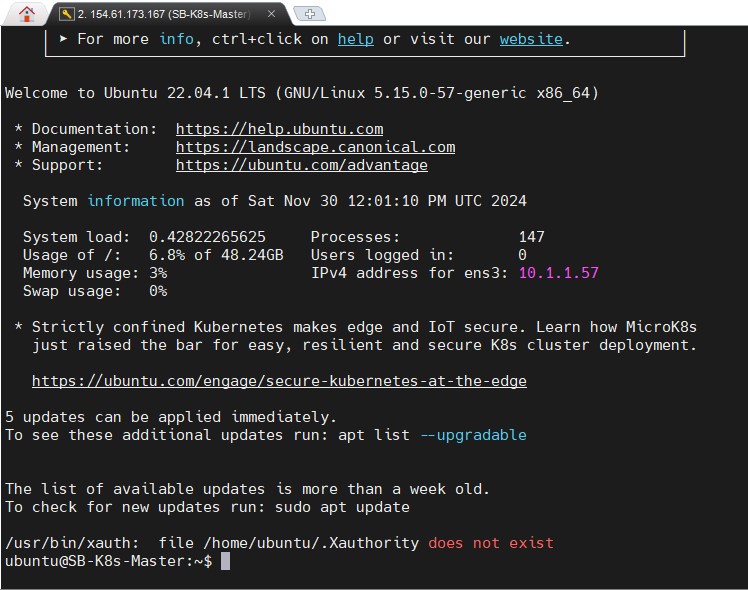 2. 154.61.173.167 (SB-K8s-Master)
➤ For more info, ctrl+click on help or visit our website.
Welcome to Ubuntu 22.04.1 LTS (GNU/Linux 5.15.0-57-generic x86_64)
* Documentation:  https://help.ubuntu.com
* Management:     https://landscape.canonical.com
* Support:        https://ubuntu.com/advantage
System information as of Sat Nov 30 12:01:10 PM UTC 2024
System load:  0.42822265625     Processes:             147
Usage of /:   6.8% of 48.24GB   Users logged in:       0
Memory usage: 3%                IPv4 address for ens3: 10.1.1.57
Swap usage:   0%
* Strictly confined Kubernetes makes edge and IoT secure. Learn how MicroK8s
just raised the bar for easy, resilient and secure K8s cluster deployment.
https://ubuntu.com/engage/secure-kubernetes-at-the-edge
5 updates can be applied immediately.
To see these additional updates run: apt list --upgradable
The list of available updates is more than a week old.
To check for new updates run: sudo apt update
/usr/bin/xauth:  file /home/ubuntu/.Xauthority does not exist
ubuntu@SB-K8s-Master:~$